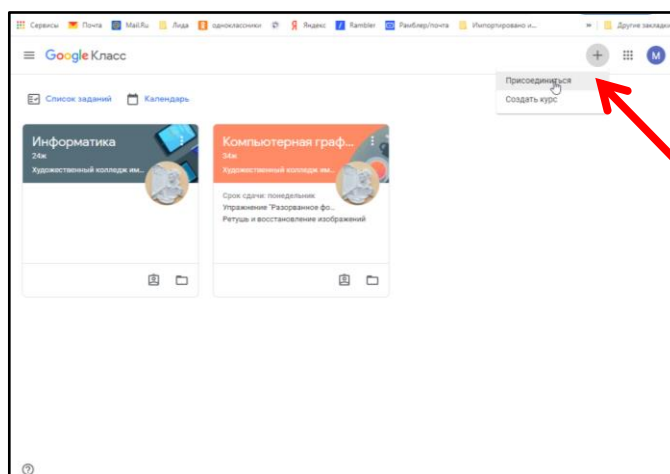 Сервисы Почта Mail.Ru Лида одноклассники Яндекс Rambler Рамблер/почта Импортировано и... » Другие закладки
Google Класс
+ M
Присоединиться
Создать курс
Список заданий Календарь
Информатика
24ж
Художественный колледж им...
Компьютерная граф...
34ж
Художественный колледж им...
Срок сдачи: понедельник
Упражнение "Разорванное фо...
Ретушь и восстановление изображений